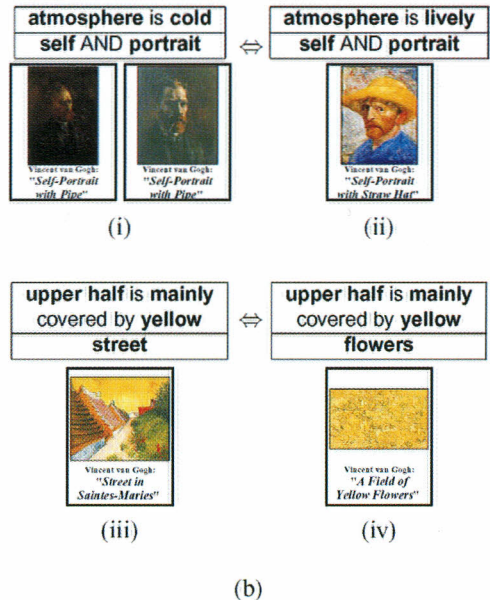 atmosphere is cold
self AND portrait
⇔
atmosphere is lively
self AND portrait
Vincent van Gogh:
"Self-Portrait
with Pipe"
Vincent van Gogh:
"Self-Portrait
with Pipe"
Vincent van Gogh:
"Self-Portrait
with Straw Hat"
(i)
(ii)
upper half is mainly
covered by yellow
street
⇔
upper half is mainly
covered by yellow
flowers
Vincent van Gogh:
"Street in
Saintes-Maries"
Vincent van Gogh:
"A Field of
Yellow Flowers"
(iii)
(iv)
(b)